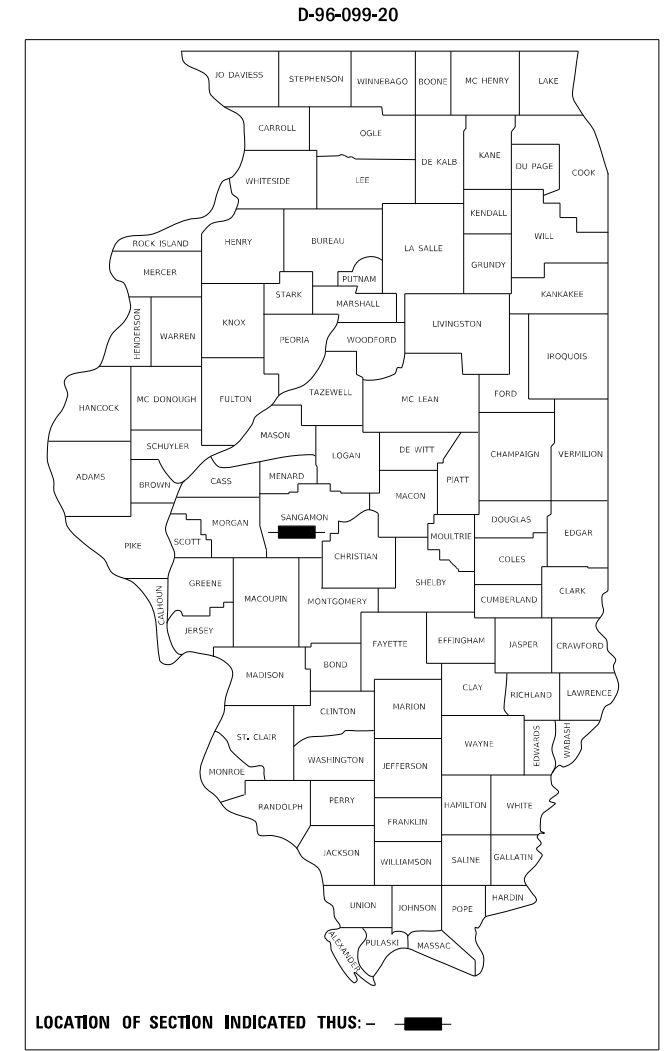 D-96-099-20
JO DAVIESS
STEPHENSON
WINNEBAGO
BOONE
MC HENRY
LAKE
CARROLL
OGLE
DE KALB
KANE
DU PAGE
COOK
WHITESIDE
LEE
KENDALL
WILL
ROCK ISLAND
HENRY
BUREAU
LA SALLE
GRUNDY
MERCER
PUTNAM
STARK
MARSHALL
KANKAKEE
HENDERSON
WARREN
KNOX
PEORIA
WOODFORD
LIVINGSTON
IROQUOIS
HANCOCK
MC DONOUGH
FULTON
TAZEWELL
MC LEAN
FORD
MASON
SCHUYLER
LOGAN
DE WITT
CHAMPAIGN
VERMILION
ADAMS
BROWN
CASS
MENARD
PIATT
MACON
SANGAMON
MORGAN
DOUGLAS
EDGAR
PIKE
SCOTT
MOULTRIE
CHRISTIAN
COLES
GREENE
SHELBY
CALHOUN
MACOUPIN
MONTGOMERY
CUMBERLAND
CLARK
JERSEY
FAYETTE
EFFINGHAM
JASPER
CRAWFORD
BOND
MADISON
CLAY
RICHLAND
LAWRENCE
CLINTON
MARION
ST. CLAIR
WAYNE
EDWARDS
WABASH
WASHINGTON
JEFFERSON
MONROE
RANDOLPH
PERRY
HAMILTON
WHITE
FRANKLIN
JACKSON
WILLIAMSON
SALINE
GALLATIN
UNION
JOHNSON
POPE
HARDIN
ALEXANDER
PULASKI
MASSAC
LOCATION OF SECTION INDICATED THUS: –